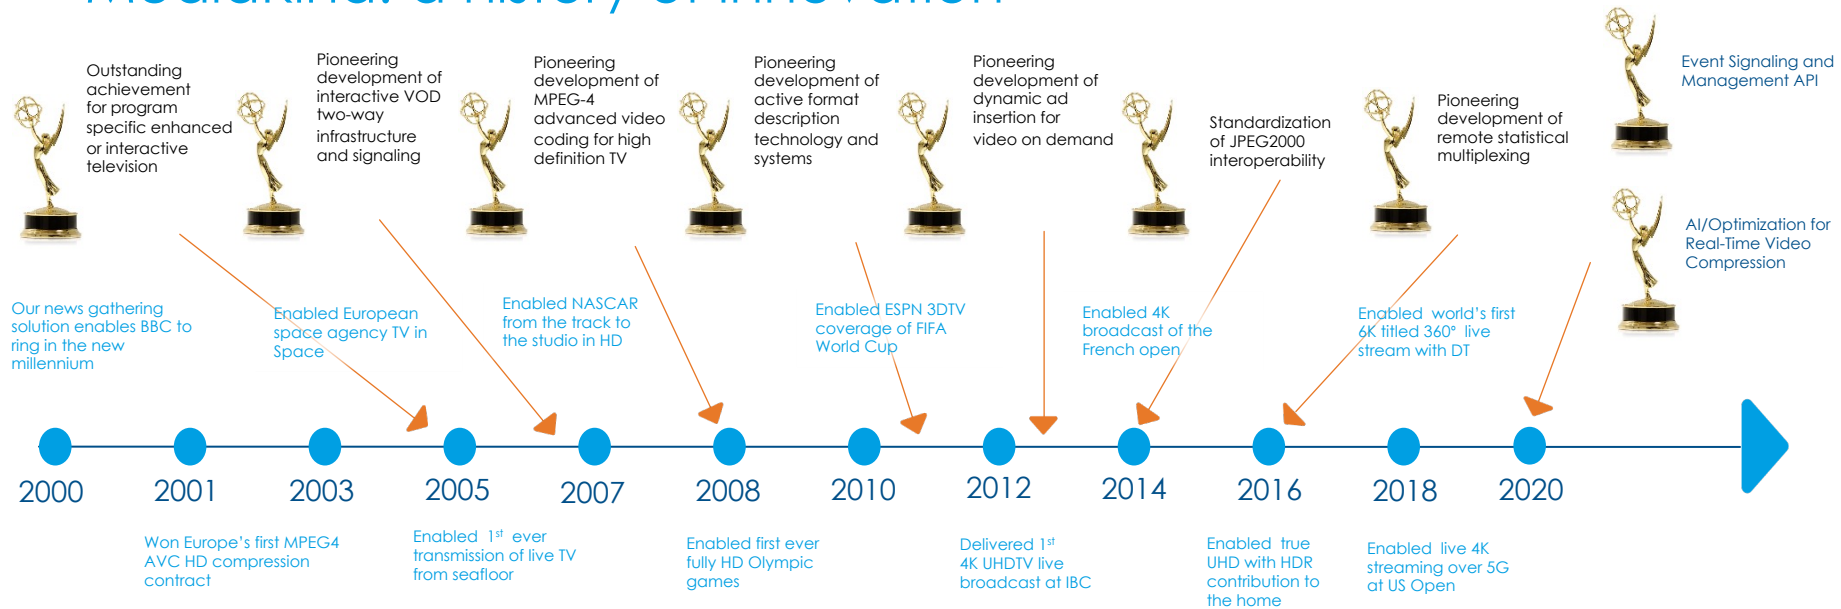 MediaKind: a history of innovation
Outstanding
achievement
for program
specific enhanced
or interactive
television
Pioneering
development of
interactive VOD
two-way
infrastructure
and signaling
Pioneering
development of
MPEG-4
advanced video
coding for high
definition TV
Pioneering
development of
active format
description
technology and
systems
Pioneering
development of
dynamic ad
insertion for
video on demand
Standardization
of JPEG2000
interoperability
Pioneering
development of
remote statistical
multiplexing
Event Signaling and
Management API
AI/Optimization for
Real-Time Video
Compression
Our news gathering
solution enables BBC to
ring in the new
millennium
Enabled European
space agency TV in
Space
Enabled NASCAR
from the track to
the studio in HD
Enabled ESPN 3DTV
coverage of FIFA
World Cup
Enabled 4K
broadcast of the
French open
Enabled world's first
6K titled 360° live
stream with DT
2000
2001
2003
2005
2007
2008
2010
2012
2014
2016
2018
2020
Won Europe's first MPEG4
AVC HD compression
contract
Enabled 1st ever
transmission of live TV
from seafloor
Enabled first ever
fully HD Olympic
games
Delivered 1st
4K UHDTV live
broadcast at IBC
Enabled true
UHD with HDR
contribution to
the home
Enabled live 4K
streaming over 5G
at US Open